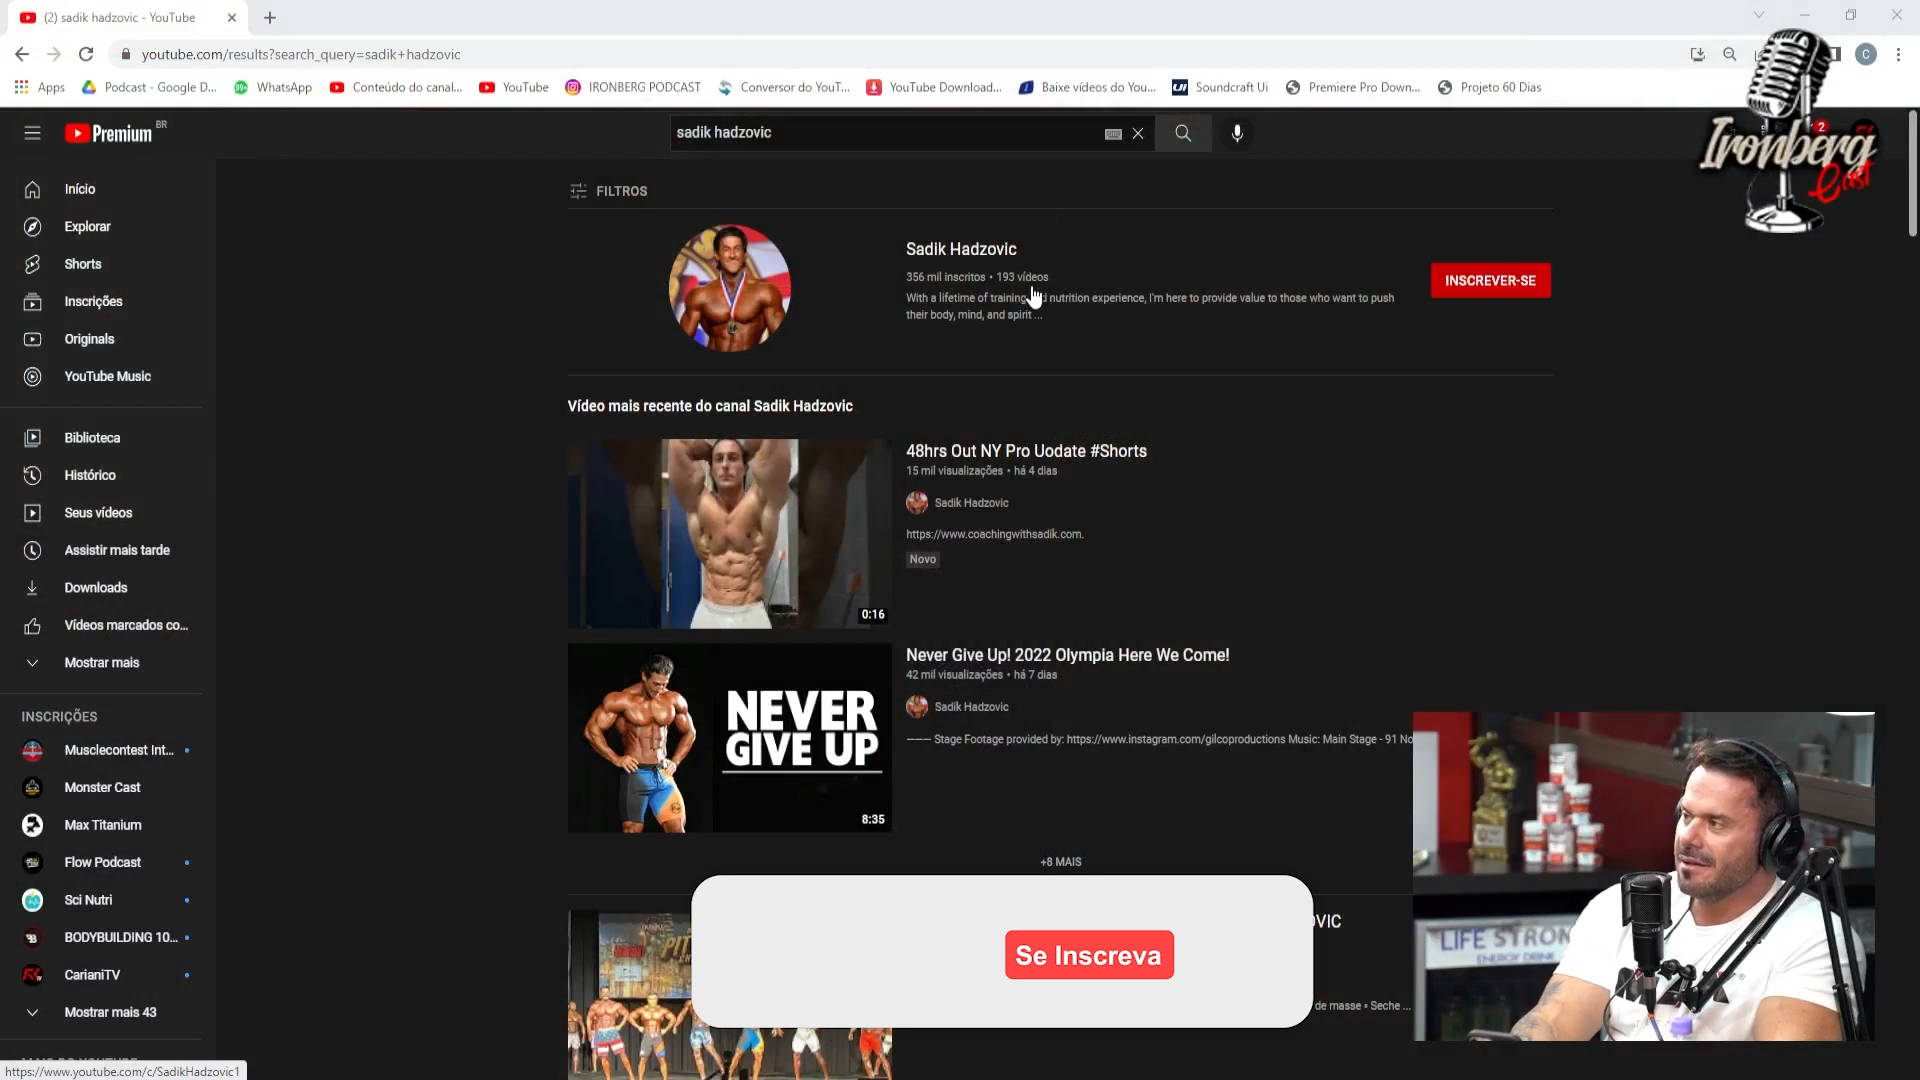 (2) sadik hadzovic - YouTube
youtube.com/results?search_query=sadik+hadzovic
Apps
Podcast - Google D...
99+
WhatsApp
Conteúdo do canal...
YouTube
IRONBERG PODCAST
Conversor do YouT...
YouTube Download...
Baixe vídeos do You...
Soundcraft Ui
Premiere Pro Down...
Projeto 60 Dias
C
Premium BR
sadik hadzovic
2
Ironberg
Cast
Início
Explorar
Shorts
Inscrições
Originals
YouTube Music
Biblioteca
Histórico
Seus vídeos
Assistir mais tarde
Downloads
Vídeos marcados co...
Mostrar mais
INSCRIÇÕES
Musclecontest Int...
Monster Cast
Max Titanium
Flow Podcast
Sci Nutri
BODYBUILDING 10...
CarianiTV
Mostrar mais 43
FILTROS
Sadik Hadzovic
356 mil inscritos • 193 vídeos
With a lifetime of training nutrition experience, I'm here to provide value to those who want to push
their body, mind, and spirit ...
INSCREVER-SE
Vídeo mais recente do canal Sadik Hadzovic
48hrs Out NY Pro Uodate #Shorts
15 mil visualizações • há 4 dias
Sadik Hadzovic
https://www.coachingwithsadik.com.
Novo
0:16
Never Give Up! 2022 Olympia Here We Come!
42 mil visualizações • há 7 dias
Sadik Hadzovic
——— Stage Footage provided by: https://www.instagram.com/gilcoproductions Music: Main Stage - 91 No
NEVER
GIVE UP
8:35
+8 MAIS
Se Inscreva
de masse • Seche ...
LIFE STRON
ENERGY DRINK
https://www.youtube.com/c/SadikHadzovic1